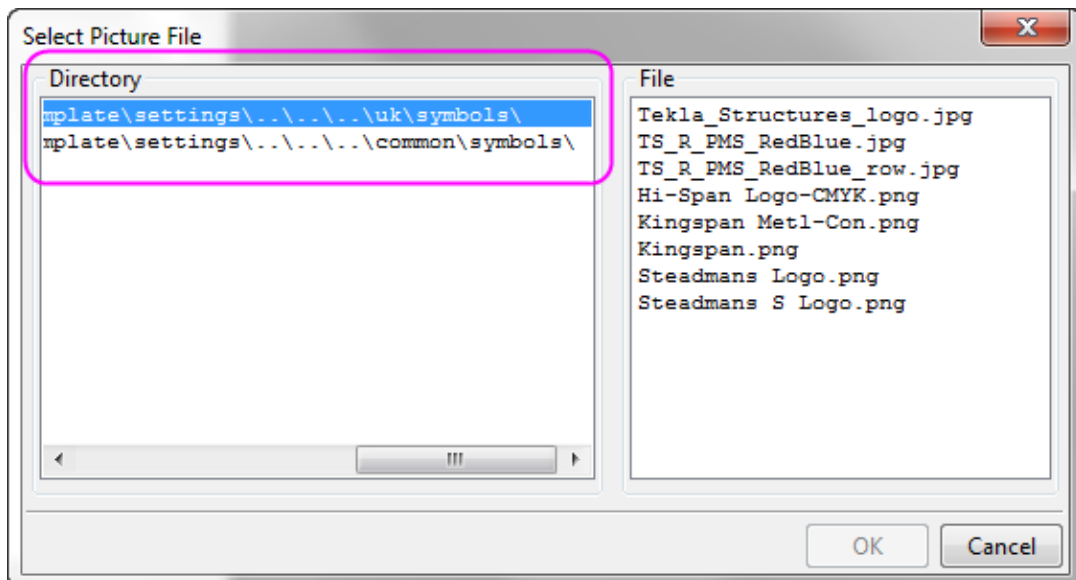 Select Picture File
Directory
mplate\settings\..\..\..\uk\symbols\
mplate\settings\..\..\..\common\symbols\
File
Tekla_Structures_logo.jpg
TS_R_PMS_RedBlue.jpg
TS_R_PMS_RedBlue_row.jpg
Hi-Span Logo-CMYK.png
Kingspan Metl-Con.png
Kingspan.png
Steadmans Logo.png
Steadmans S Logo.png
OK
Cancel